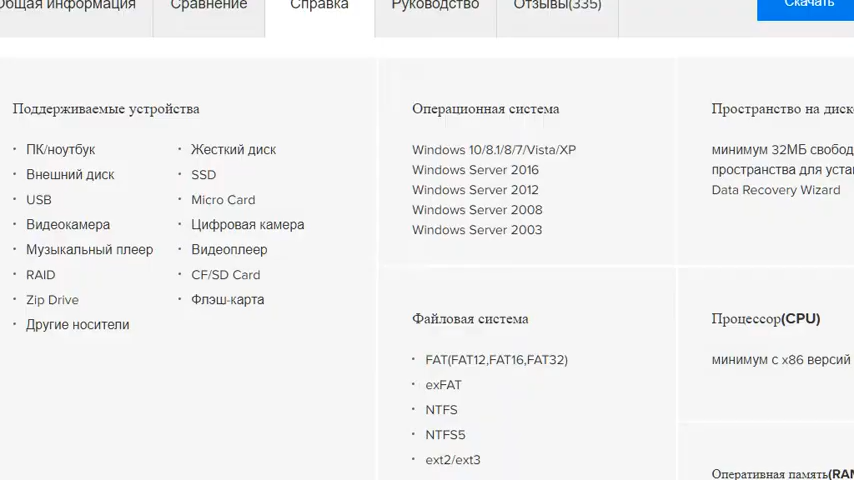 Общая информация
Сравнение
Справка
Руководство
Отзывы(335)
Скачать
Поддерживаемые устройства
· ПК/ноутбук
· Внешний диск
· USB
· Видеокамера
· Музыкальный плеер
· RAID
· Zip Drive
· Другие носители
· Жесткий диск
· SSD
· Micro Card
· Цифровая камера
· Видеоплеер
· CF/SD Card
· Флэш-карта
Операционная система
Windows 10/8.1/8/7/Vista/XP
Windows Server 2016
Windows Server 2012
Windows Server 2008
Windows Server 2003
Файловая система
· FAT(FAT12,FAT16,FAT32)
· exFAT
· NTFS
· NTFS5
· ext2/ext3
Пространство на диск
минимум 32МБ свобод
пространства для уста
Data Recovery Wizard
Процессор(CPU)
минимум с x86 версий
Оперативная память(RAM